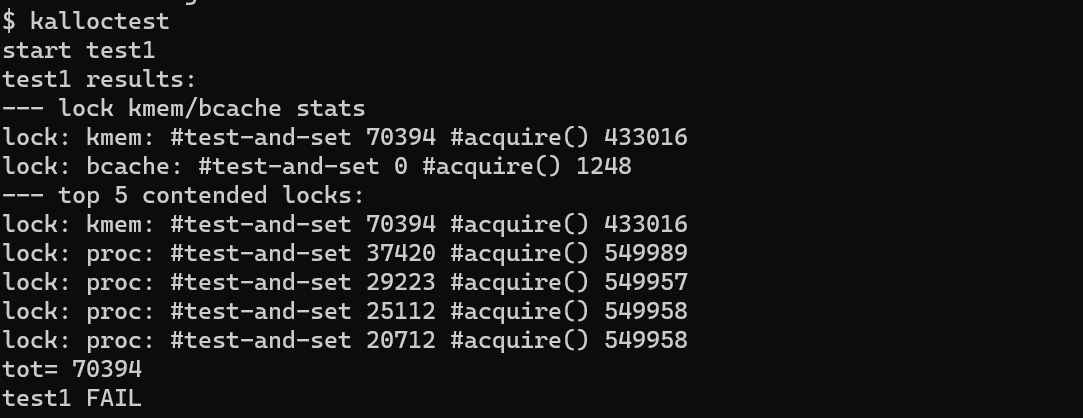 $ kalloctest
start test1
test1 results:
--- lock kmem/bcache stats
lock: kmem: #test-and-set 70394 #acquire() 433016
lock: bcache: #test-and-set 0 #acquire() 1248
--- top 5 contended locks:
lock: kmem: #test-and-set 70394 #acquire() 433016
lock: proc: #test-and-set 37420 #acquire() 549989
lock: proc: #test-and-set 29223 #acquire() 549957
lock: proc: #test-and-set 25112 #acquire() 549958
lock: proc: #test-and-set 20712 #acquire() 549958
tot= 70394
test1 FAIL